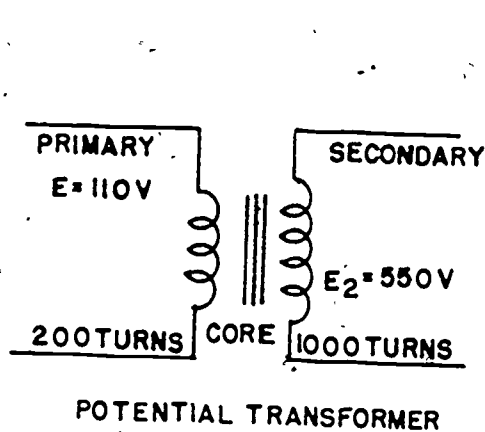 PRIMARY
SECONDARY
E=110V
E2=550V
200TURNS
CORE
1000TURNS
POTENTIAL TRANSFORMER